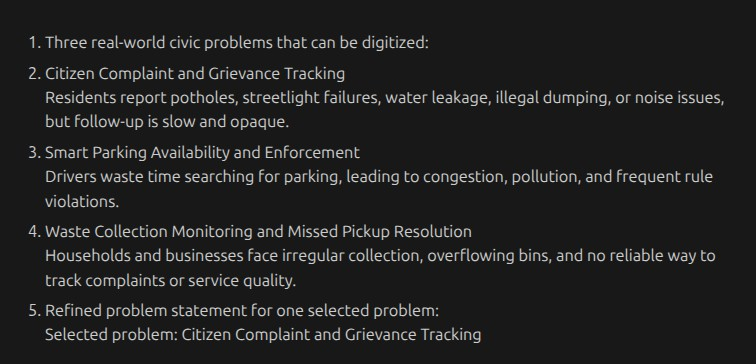 1. Three real-world civic problems that can be digitized:
2. Citizen Complaint and Grievance Tracking
Residents report potholes, streetlight failures, water leakage, illegal dumping, or noise issues,
but follow-up is slow and opaque.
3. Smart Parking Availability and Enforcement
Drivers waste time searching for parking, leading to congestion, pollution, and frequent rule
violations.
4. Waste Collection Monitoring and Missed Pickup Resolution
Households and businesses face irregular collection, overflowing bins, and no reliable way to
track complaints or service quality.
5. Refined problem statement for one selected problem:
Selected problem: Citizen Complaint and Grievance Tracking